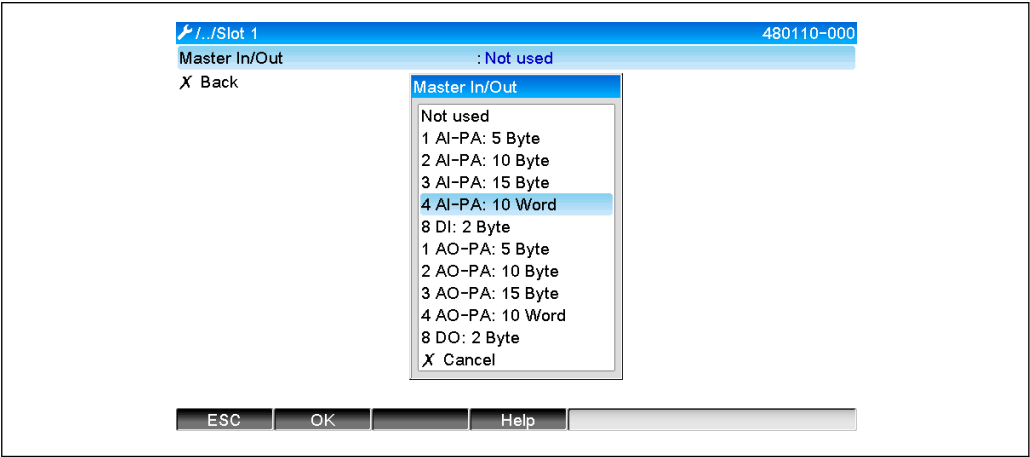 /../Slot 1 480110-000
Master In/Out : Not used
X Back
Master In/Out
Not used
1 AI-PA: 5 Byte
2 AI-PA: 10 Byte
3 AI-PA: 15 Byte
4 AI-PA: 10 Word
8 DI: 2 Byte
1 AO-PA: 5 Byte
2 AO-PA: 10 Byte
3 AO-PA: 15 Byte
4 AO-PA: 10 Word
8 DO: 2 Byte
X Cancel
ESC OK Help